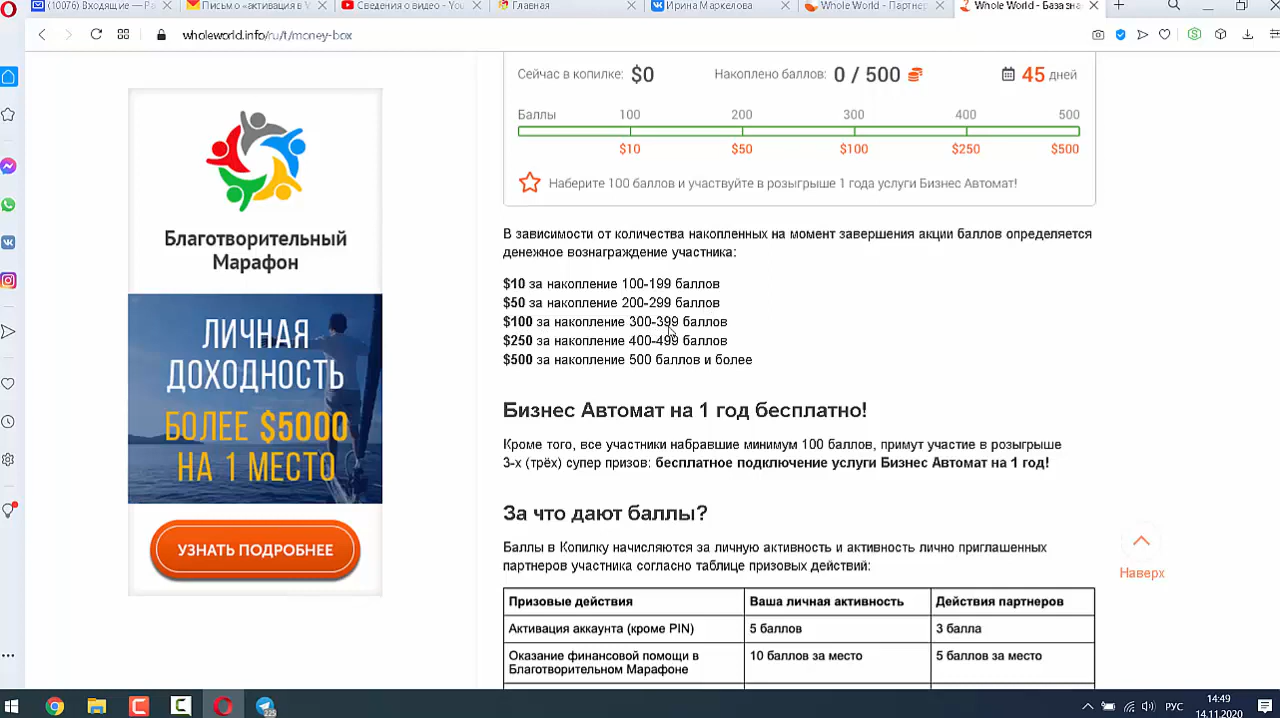 (10076) Входящие — Ра
Письмо «активация в У
Сведения о видео - You
Главная
Ирина Маркелова
Whole World - Партнер
Whole World - База зна
wholeworld.info/ru/t/money-box
Сейчас в копилке: $0
Накоплено баллов: 0 / 500
45 дней
Баллы 100 200 300 400 500
$10 $50 $100 $250 $500
Наберите 100 баллов и участвуйте в розыгрыше 1 года услуги Бизнес Автомат!
Благотворительный
Марафон
ЛИЧНАЯ
ДОХОДНОСТЬ
БОЛЕЕ $5000
НА 1 МЕСТО
УЗНАТЬ ПОДРОБНЕЕ
В зависимости от количества накопленных на момент завершения акции баллов определяется
денежное вознаграждение участника:
$10 за накопление 100-199 баллов
$50 за накопление 200-299 баллов
$100 за накопление 300-399 баллов
$250 за накопление 400-499 баллов
$500 за накопление 500 баллов и более
Бизнес Автомат на 1 год бесплатно!
Кроме того, все участники набравшие минимум 100 баллов, примут участие в розыгрыше
3-х (трёх) супер призов: бесплатное подключение услуги Бизнес Автомат на 1 год!
За что дают баллы?
Баллы в Копилку начисляются за личную активность и активность лично приглашенных
партнеров участника согласно таблице призовых действий:
Призовые действия Ваша личная активность Действия партнеров
Активация аккаунта (кроме PIN) 5 баллов 3 балла
Оказание финансовой помощи в
Благотворительном Марафоне
10 баллов за место 5 баллов за место
Наверх
225
РУС
14:49
14.11.2020